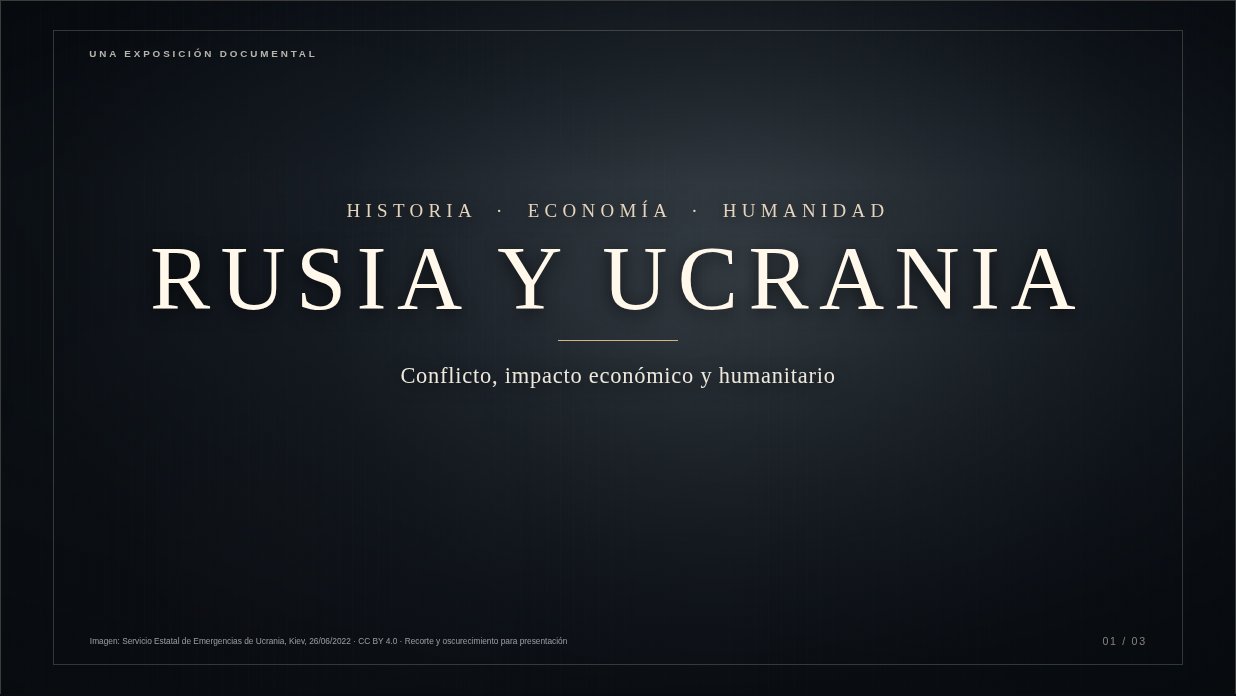 UNA EXPOSICIÓN DOCUMENTAL
HISTORIA · ECONOMÍA · HUMANIDAD
RUSIA Y UCRANIA
Conflicto, impacto económico y humanitario
Imagen: Servicio Estatal de Emergencias de Ucrania, Kiev, 26/06/2022 · CC BY 4.0 · Recorte y oscurecimiento para presentación
01 / 03